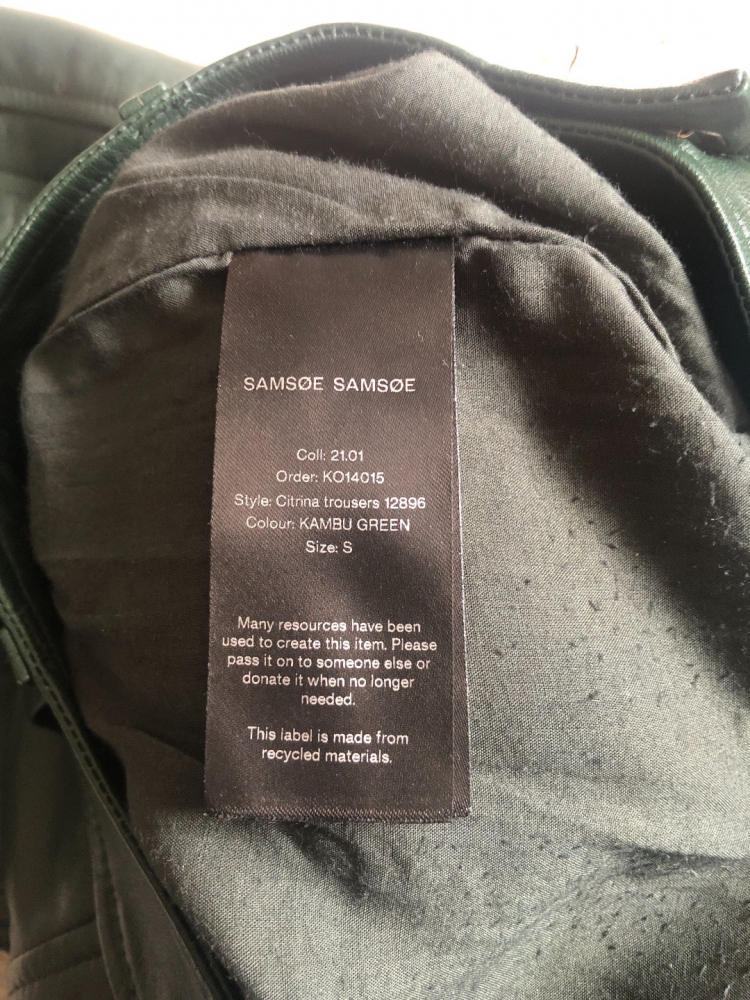 SAMSØE SAMSØE
Coll: 21.01
Order: KO14015
Style: Citrina trousers 12896
Colour: KAMBU GREEN
Size: S
Many resources have been
used to create this item. Please
pass it on to someone else or
donate it when no longer
needed.
This label is made from
recycled materials.